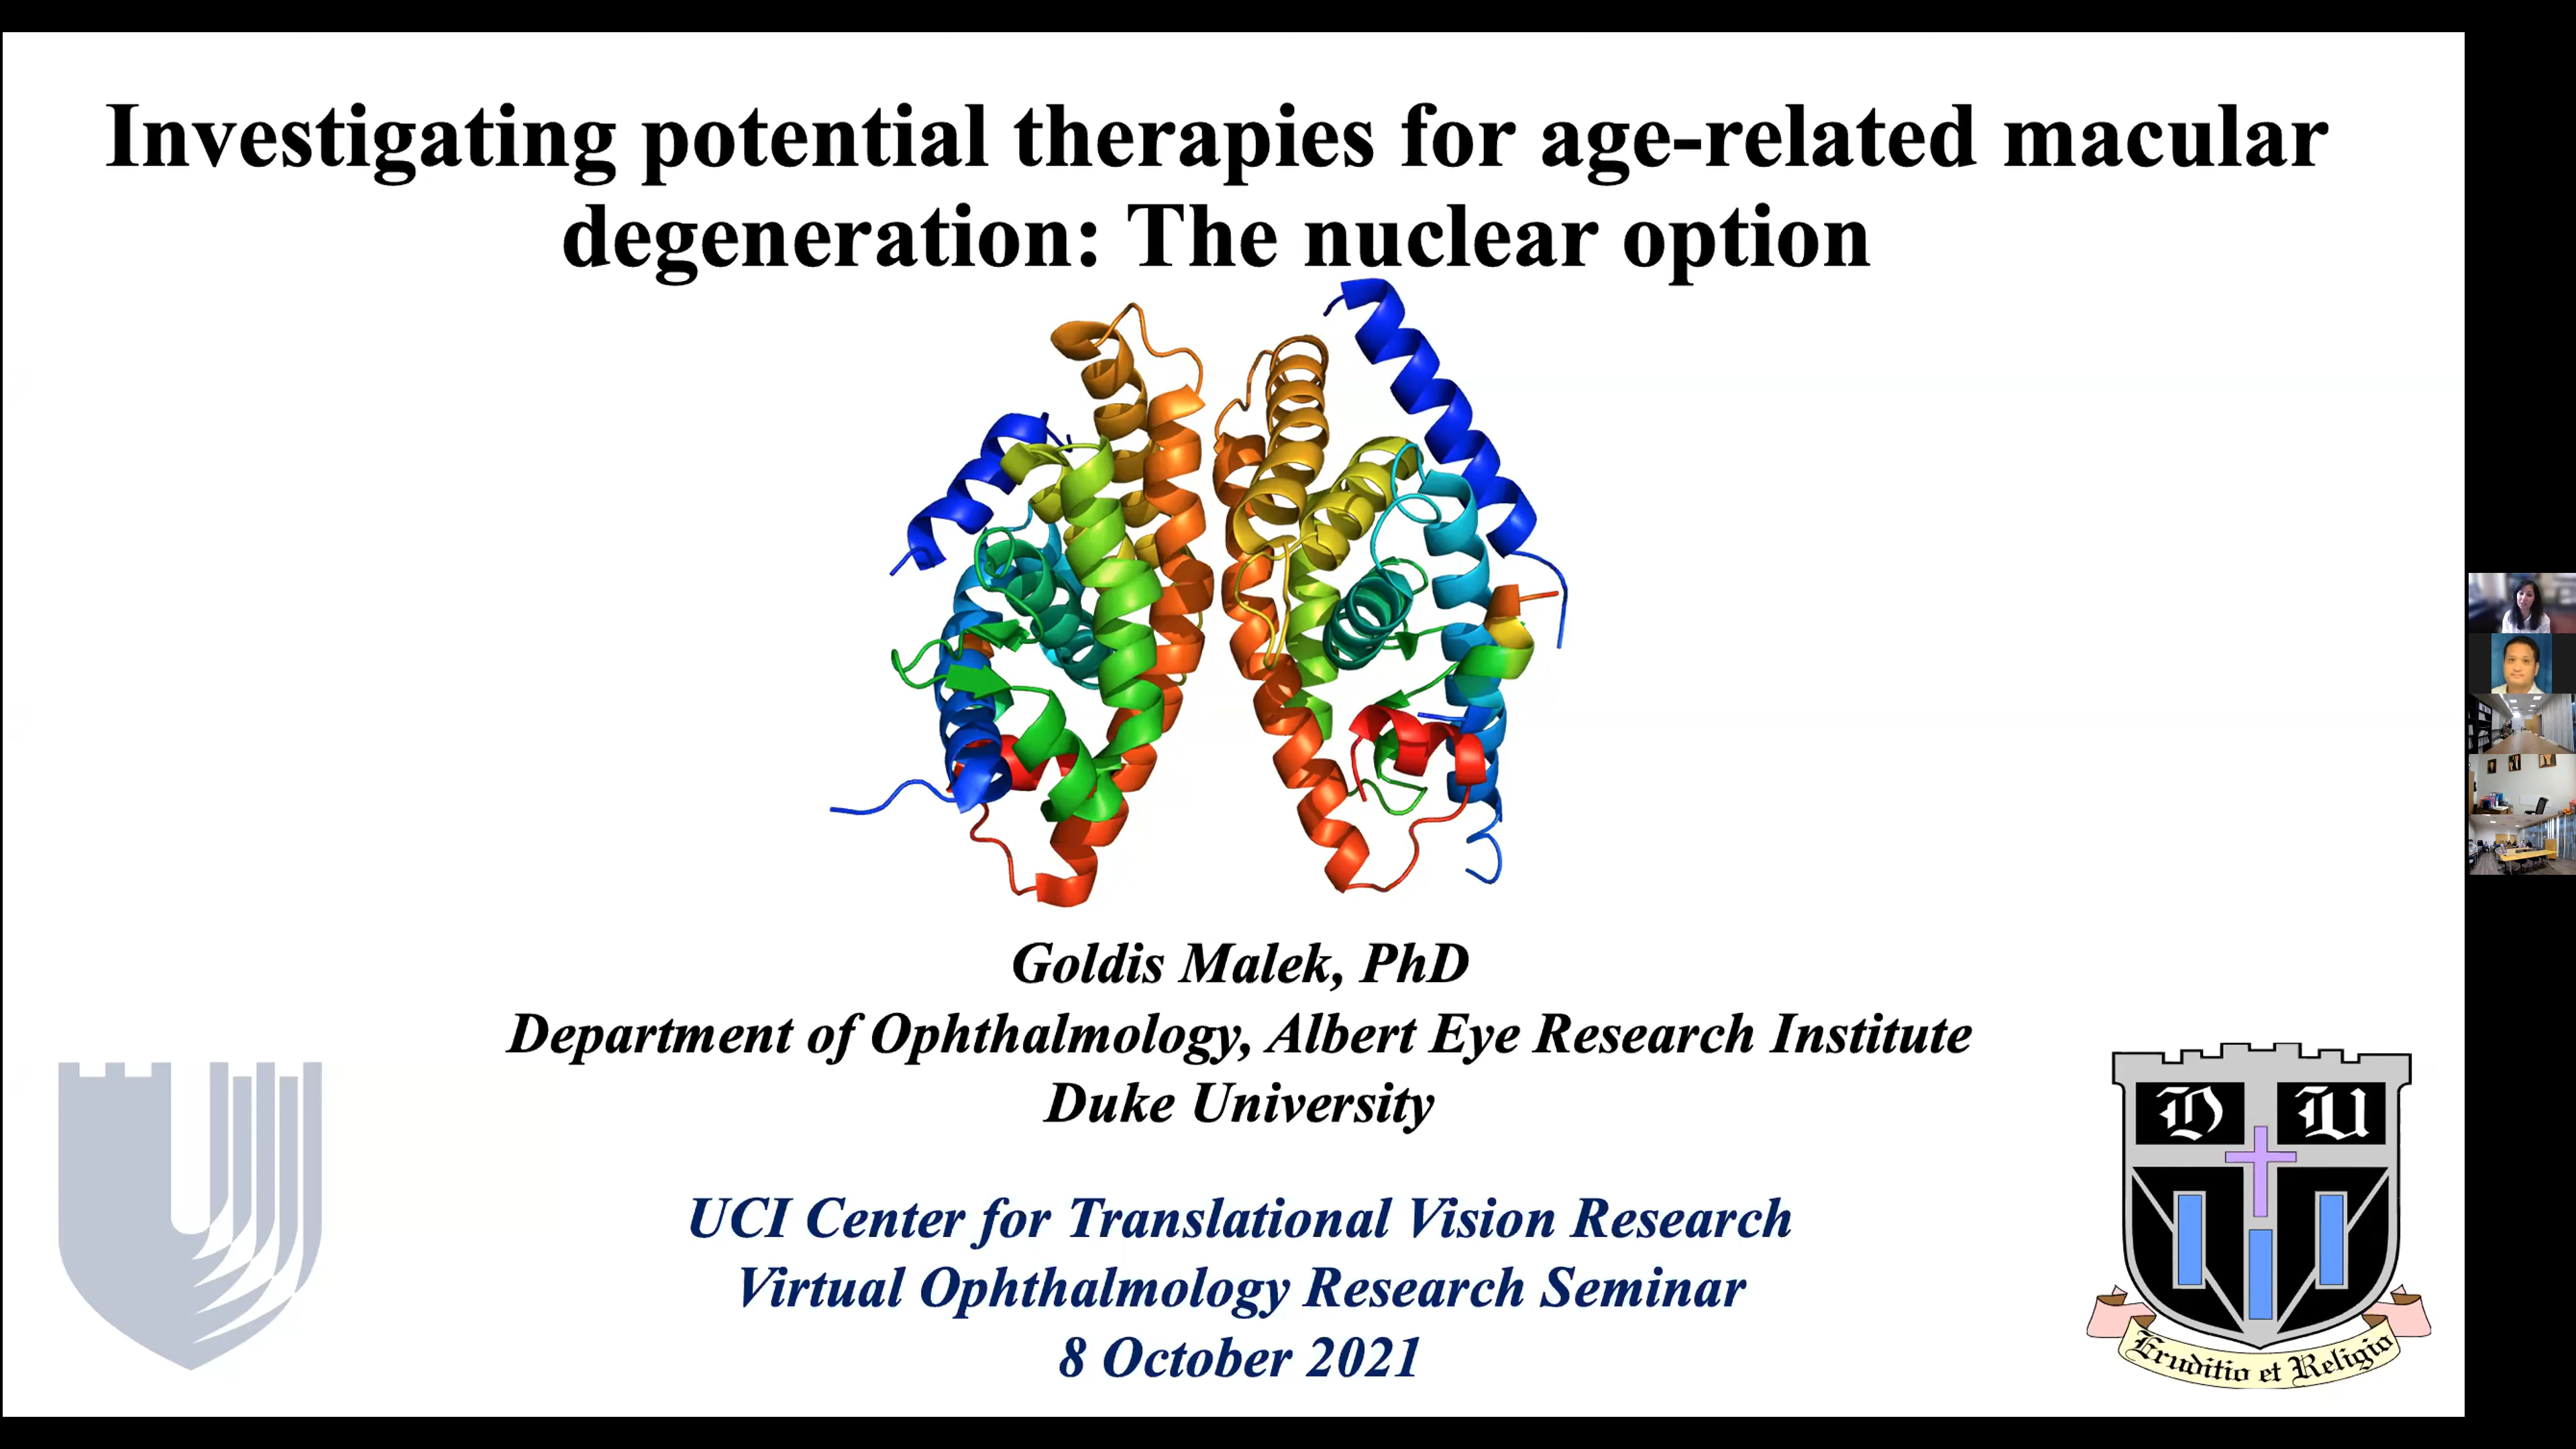 Investigating potential therapies for age-related macular
degeneration: The nuclear option
Goldis Malek, PhD
Department of Ophthalmology, Albert Eye Research Institute
Duke University
UCI Center for Translational Vision Research
Virtual Ophthalmology Research Seminar
8 October 2021
D U
Eruditio et Religio